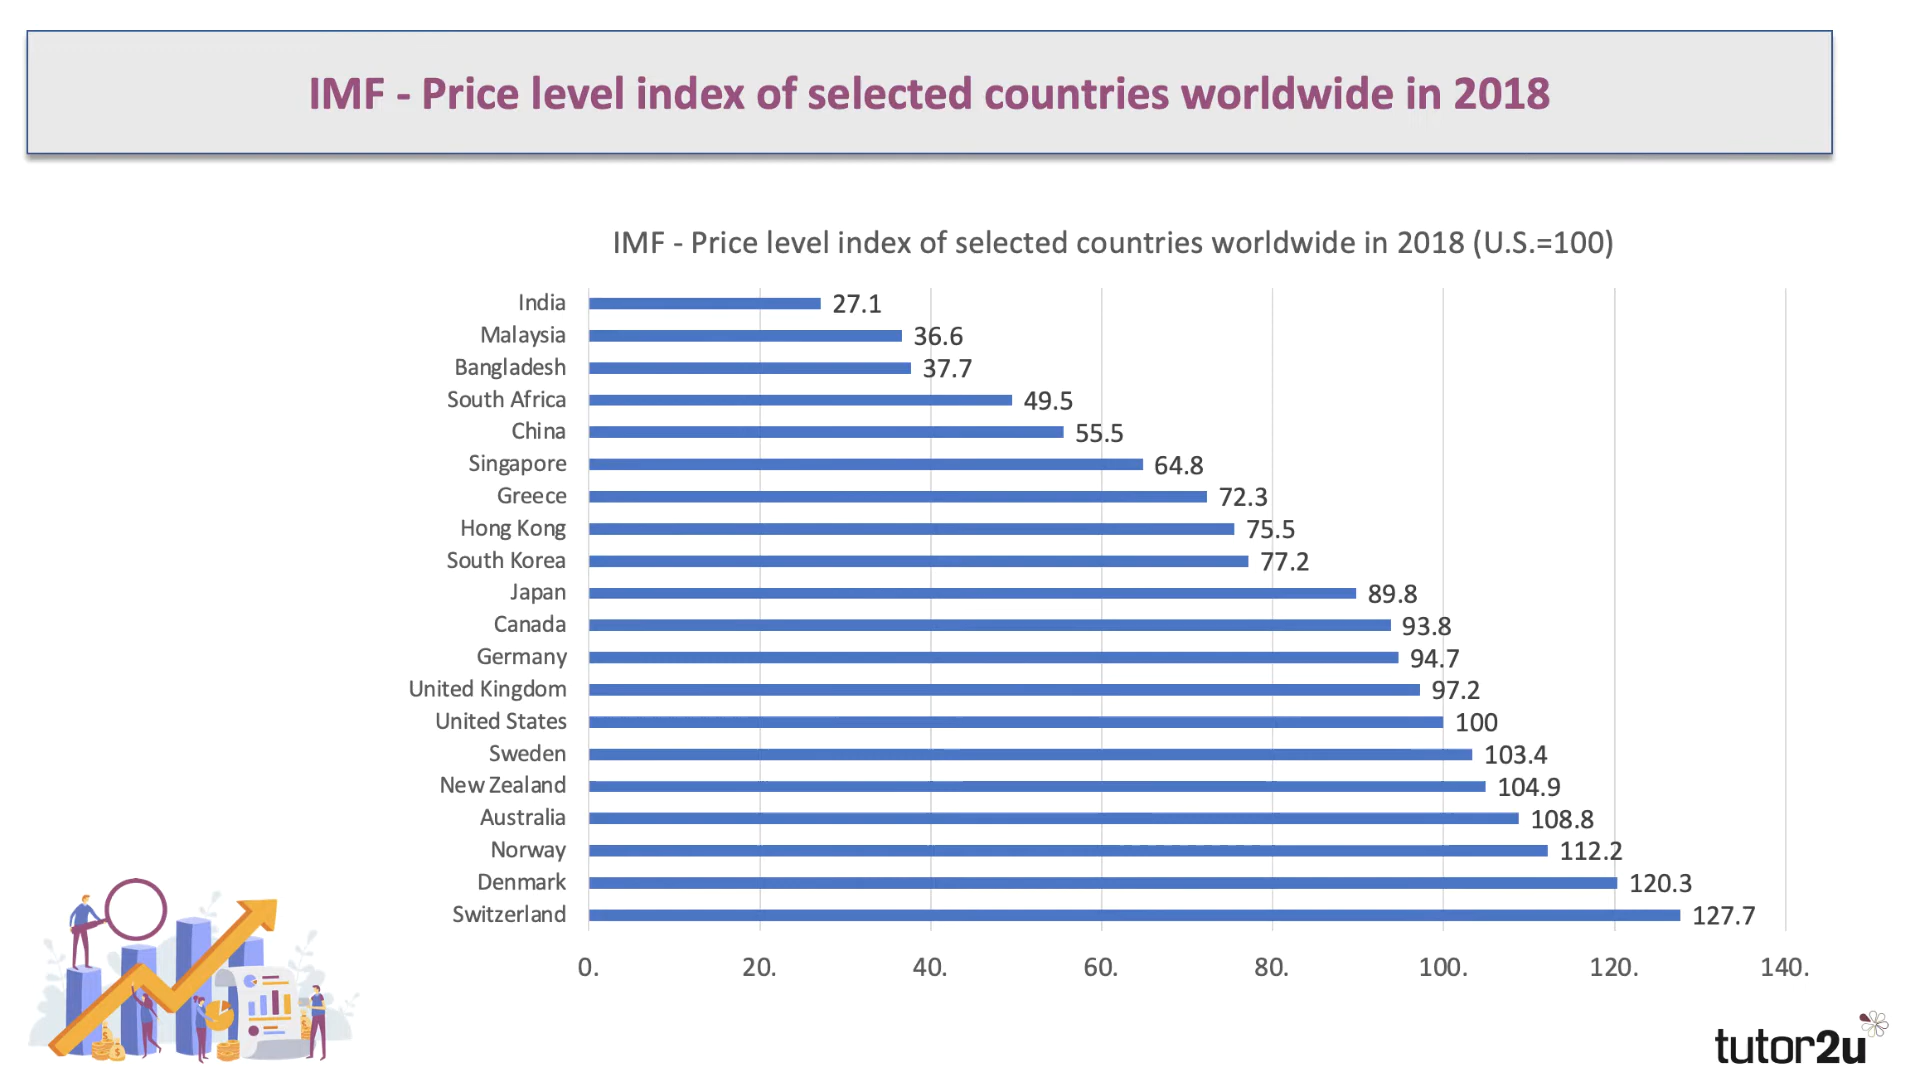 IMF - Price level index of selected countries worldwide in 2018
IMF - Price level index of selected countries worldwide in 2018 (U.S.=100)
India 27.1
Malaysia 36.6
Bangladesh 37.7
South Africa 49.5
China 55.5
Singapore 64.8
Greece 72.3
Hong Kong 75.5
South Korea 77.2
Japan 89.8
Canada 93.8
Germany 94.7
United Kingdom 97.2
United States 100
Sweden 103.4
New Zealand 104.9
Australia 108.8
Norway 112.2
Denmark 120.3
Switzerland 127.7
0. 20. 40. 60. 80. 100. 120. 140.
tutor2u